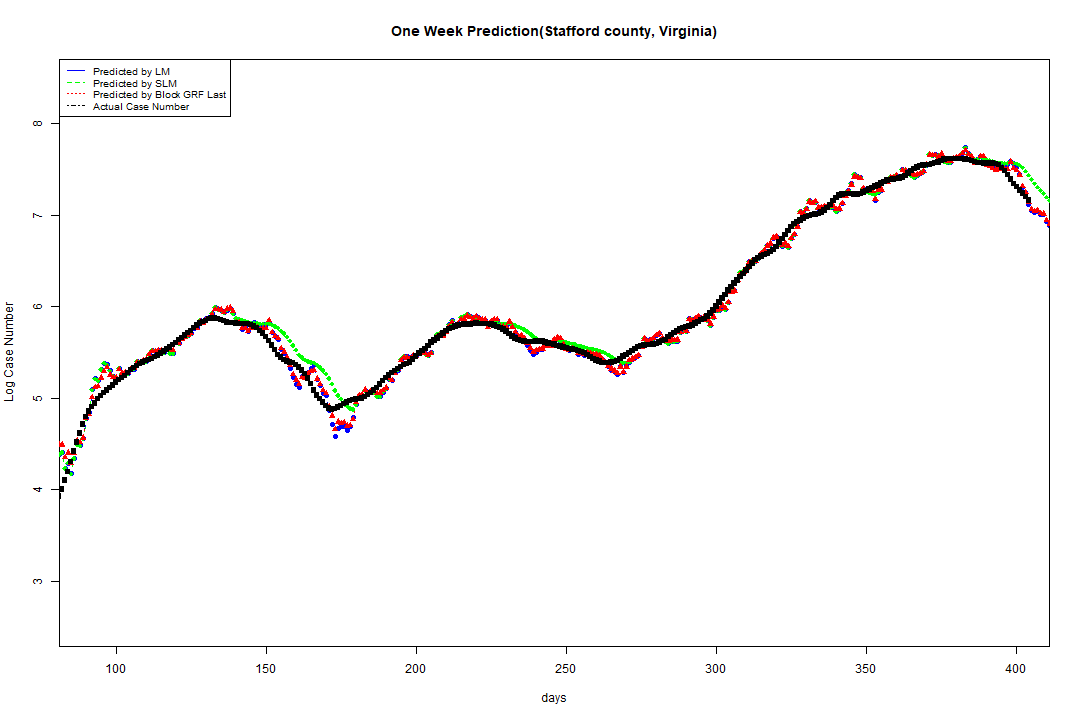 One Week Prediction(Stafford county, Virginia)
Predicted by LM
Predicted by SLM
Predicted by Block GRF Last
Actual Case Number
Log Case Number
8
7
6
5
4
3
100 150 200 250 300 350 400
days